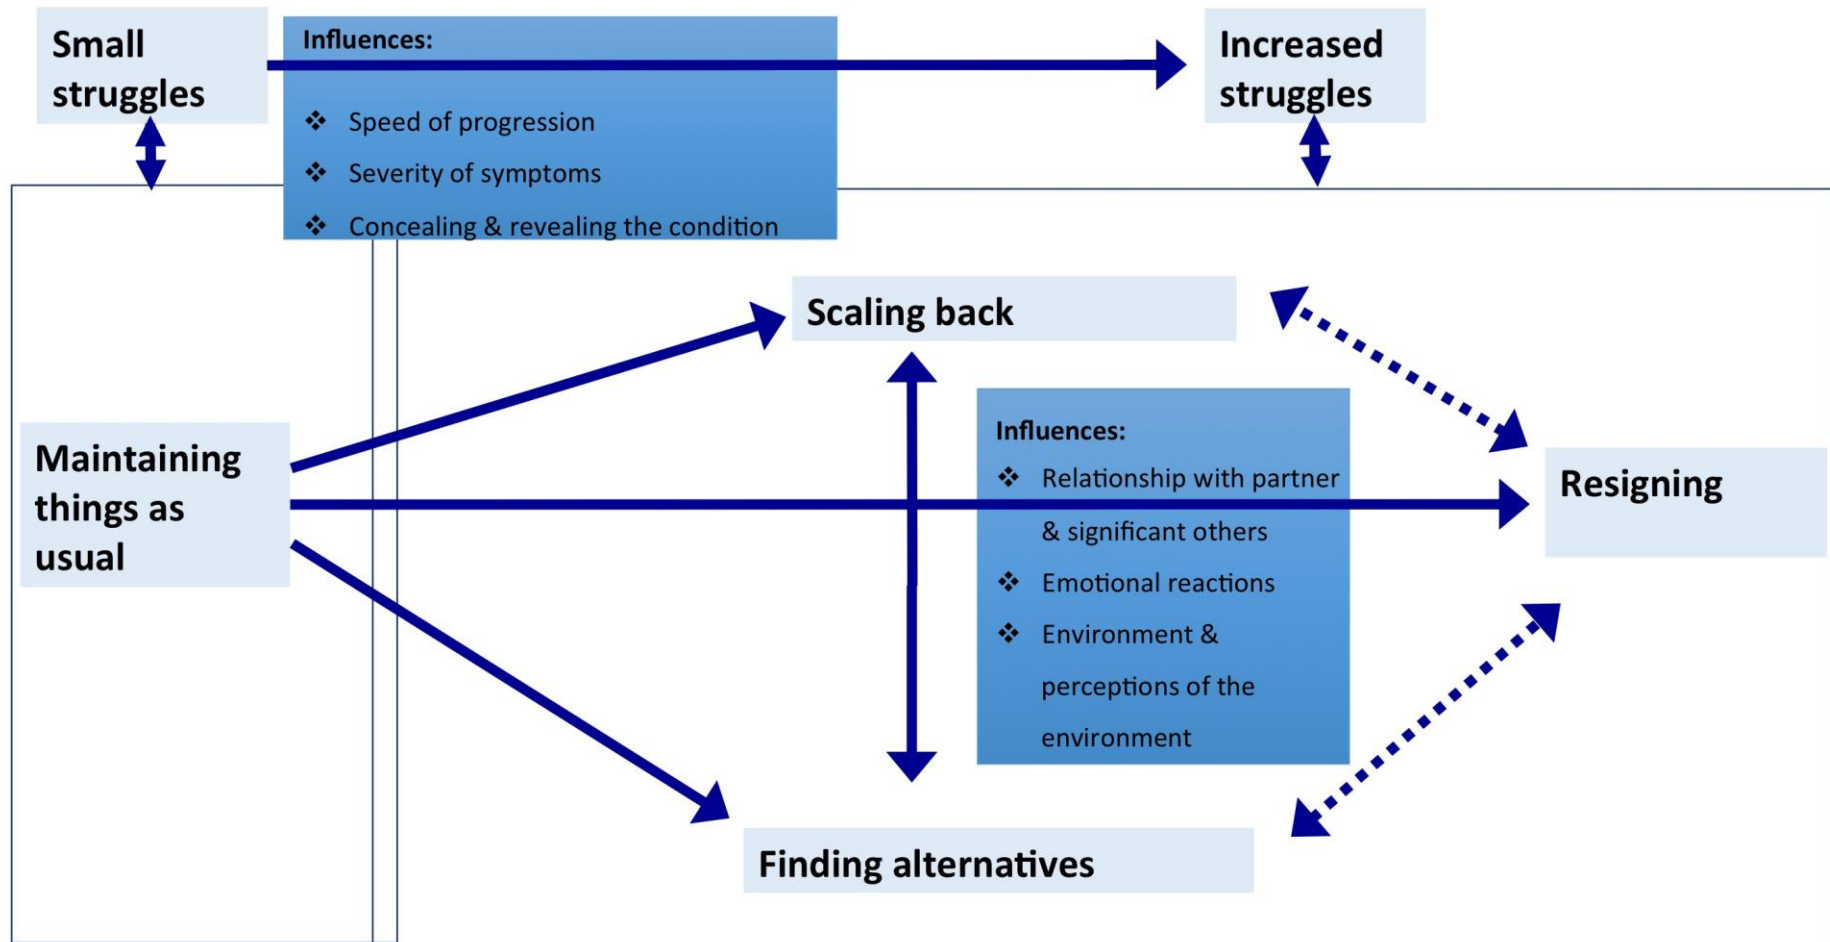 Small
struggles
Influences:
❖ Speed of progression
❖ Severity of symptoms
❖ Concealing & revealing the condition
Increased
struggles
Scaling back
Maintaining
things as
usual
Influences:
❖ Relationship with partner
& significant others
❖ Emotional reactions
❖ Environment &
perceptions of the
environment
Resigning
Finding alternatives